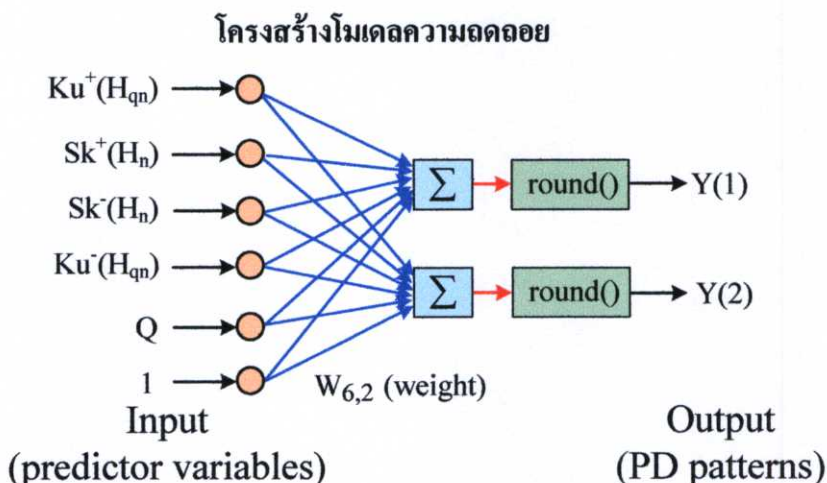 โครงสร้างโมเดลความถดถอย
Ku⁺(Hqn)
Sk⁺(Hn)
Sk⁻(Hn)
Ku⁻(Hqn)
Q
1
Σ
round()
Y(1)
Σ
round()
Y(2)
W6,2 (weight)
Input
(predictor variables)
Output
(PD patterns)